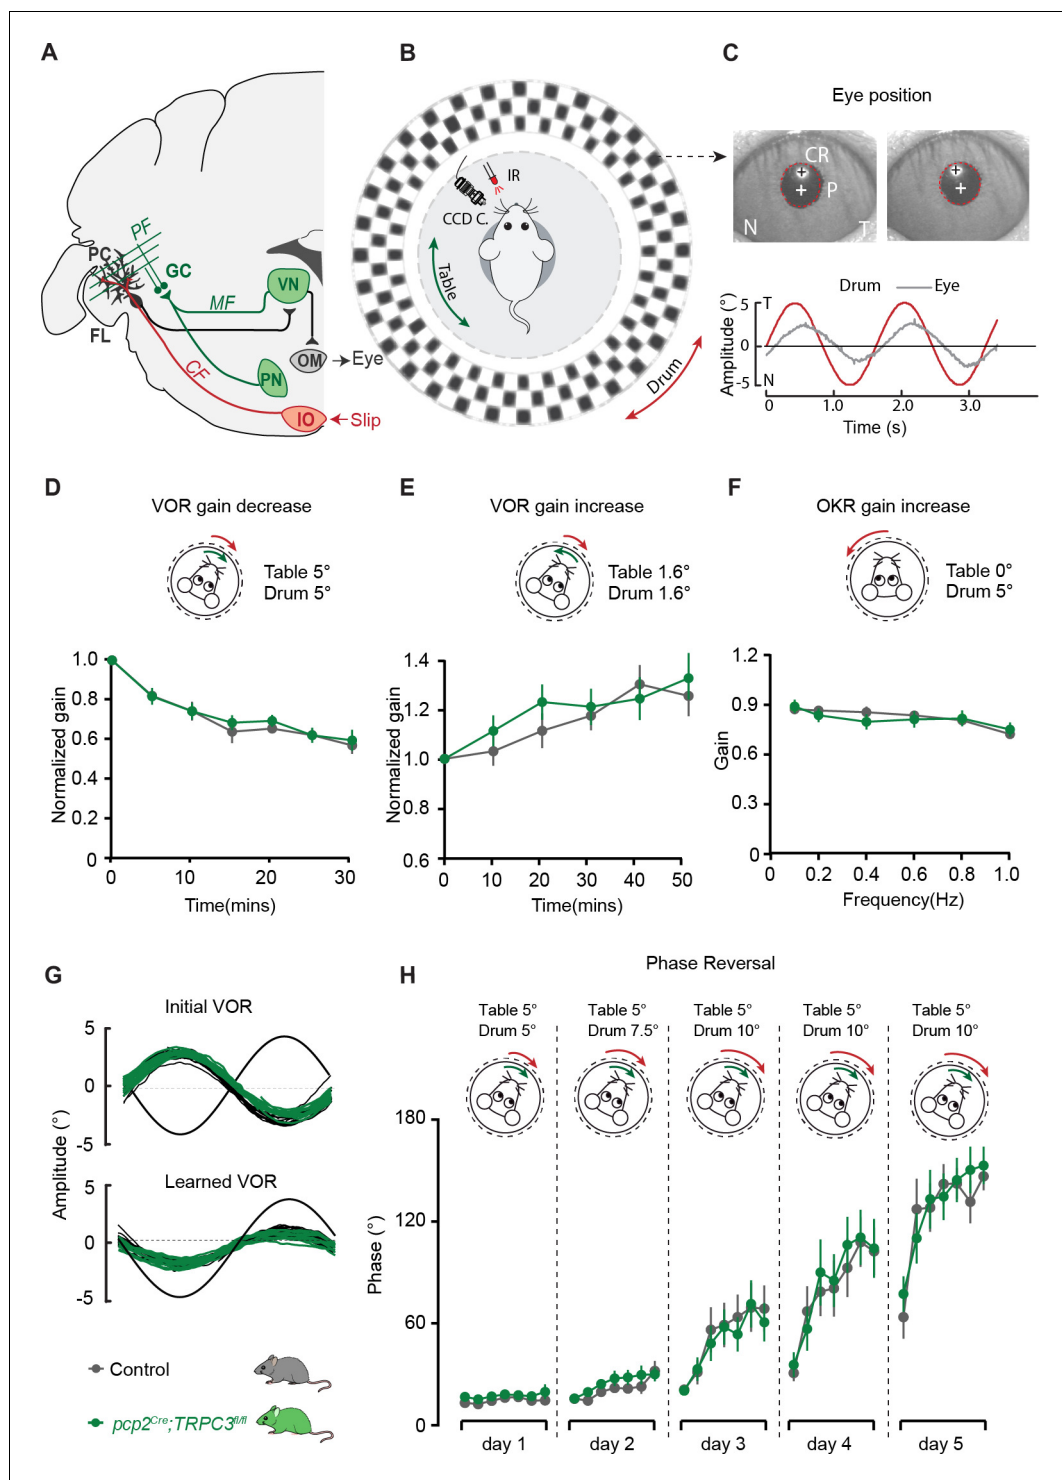 A
B
C
Eye position
CR
P
N
T
IR
CCD C.
Table
Drum
PF
PC
GC
MF
VN
FL
CF
OM
Eye
PN
IO
Slip
Drum
Eye
Amplitude (°)
5
0
-5
T
N
0
1.0
2.0
3.0
Time (s)
D
VOR gain decrease
Table 5°
Drum 5°
Normalized gain
1.0
0.8
0.6
0.4
0.2
0
0
10
20
30
Time(mins)
E
VOR gain increase
Table 1.6°
Drum 1.6°
Normalized gain
1.4
1.2
1.0
0.8
0.6
0
10
20
30
40
50
Time(mins)
F
OKR gain increase
Table 0°
Drum 5°
Gain
1.2
0.9
0.6
0.3
0
0
0.2
0.4
0.6
0.8
1.0
Frequency(Hz)
G
Initial VOR
5
0
-5
Learned VOR
5
0
-5
Amplitude (°)
Control
pcp2Cre;TRPC3fl/fl
H
Phase Reversal
Table 5°
Drum 5°
Table 5°
Drum 7.5°
Table 5°
Drum 10°
Table 5°
Drum 10°
Table 5°
Drum 10°
Phase (°)
180
120
60
0
day 1
day 2
day 3
day 4
day 5